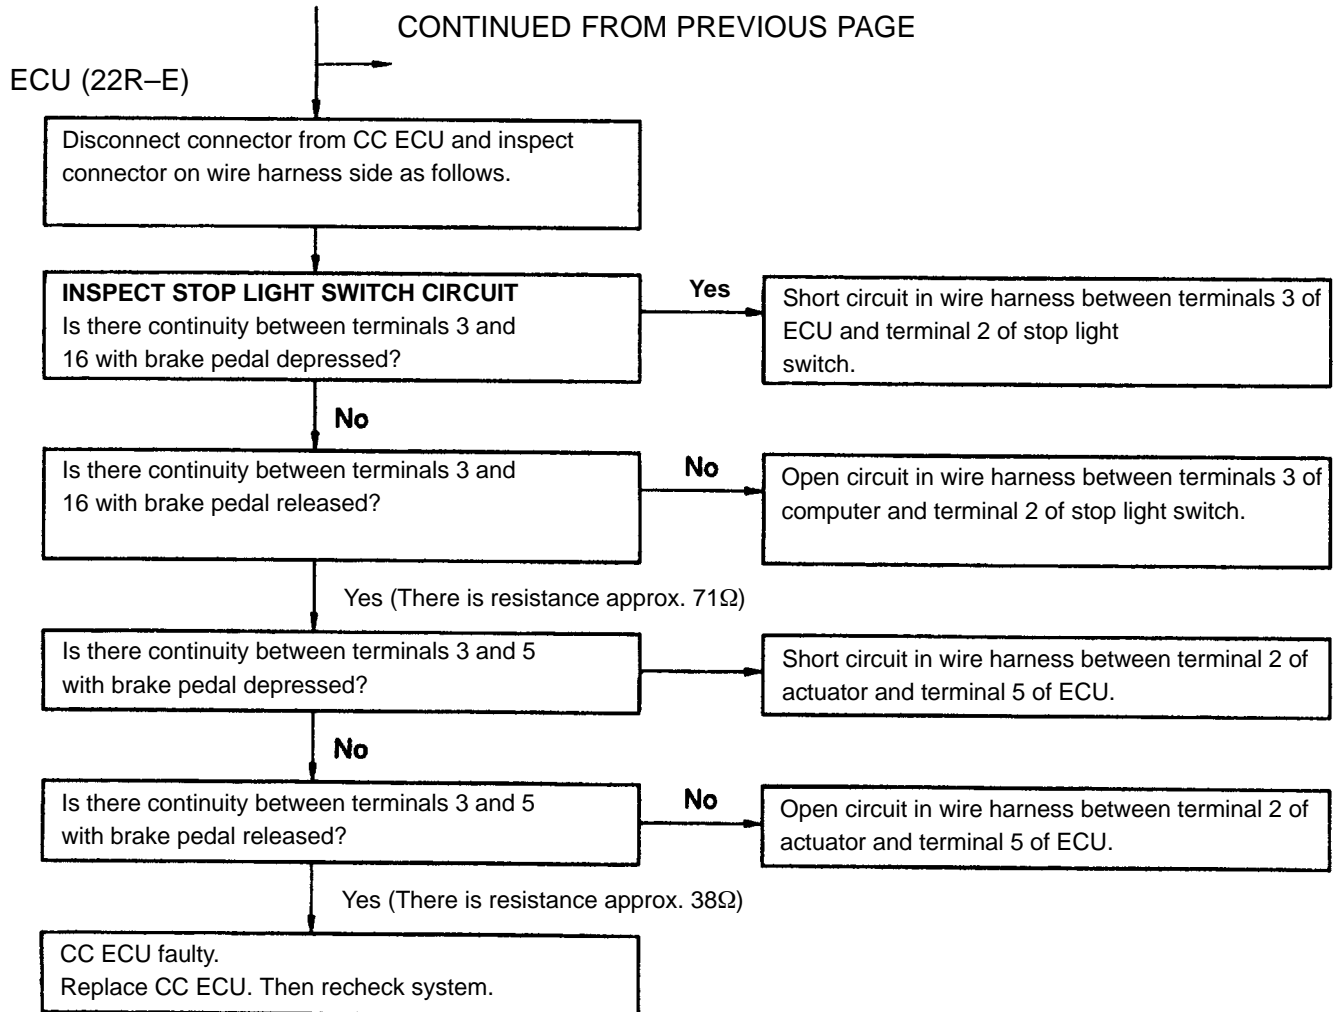 CONTINUED FROM PREVIOUS PAGE
ECU (22R–E)
Disconnect connector from CC ECU and inspect
connector on wire harness side as follows.
INSPECT STOP LIGHT SWITCH CIRCUIT
Is there continuity between terminals 3 and
16 with brake pedal depressed?
Yes
Short circuit in wire harness between terminals 3 of
ECU and terminal 2 of stop light
switch.
No
Is there continuity between terminals 3 and
16 with brake pedal released?
No
Open circuit in wire harness between terminals 3 of
computer and terminal 2 of stop light switch.
Yes (There is resistance approx. 71Ω)
Is there continuity between terminals 3 and 5
with brake pedal depressed?
Short circuit in wire harness between terminal 2 of
actuator and terminal 5 of ECU.
No
Is there continuity between terminals 3 and 5
with brake pedal released?
No
Open circuit in wire harness between terminal 2 of
actuator and terminal 5 of ECU.
Yes (There is resistance approx. 38Ω)
CC ECU faulty.
Replace CC ECU. Then recheck system.